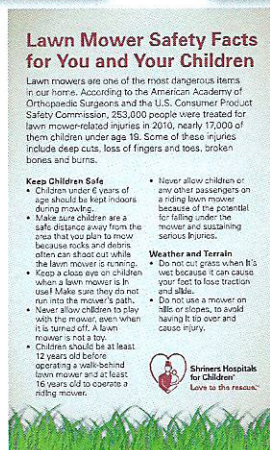 Lawn Mower Safety Facts
for You and Your Children
Lawn mowers are one of the most dangerous items
in our home. According to the American Academy of
Orthopaedic Surgeons and the U.S. Consumer Product
Safety Commission, 253,000 people were treated for
lawn mower-related injuries in 2010, nearly 17,000 of
them children under age 19. Some of these injuries
include deep cuts, loss of fingers and toes, broken
bones and burns.
Keep Children Safe
• Children under 6 years of
age should be kept indoors
during mowing.
• Make sure children are a
safe distance away from the
area that you plan to mow
because rocks and debris
often can shoot out while
the lawn mower is running.
• Keep a close eye on children
when a lawn mower is in
use! Make sure they do not
run into the mower's path.
• Never allow children to play
with the mower, even when
it is turned off. A lawn
mower is not a toy.
• Children should be at least
12 years old before
operating a walk-behind
lawn mower and at least
16 years old to operate a
riding mower.
• Never allow children or
any other passengers on
a riding lawn mower
because of the potential
for falling under the
mower and sustaining
serious injuries.
Weather and Terrain
• Do not cut grass when it's
wet because it can cause
your feet to lose traction
and slide.
• Do not use a mower on
hills or slopes, to avoid
having it tip over and
cause injury.
Shriners Hospitals
for Children™
Love to the rescue.™